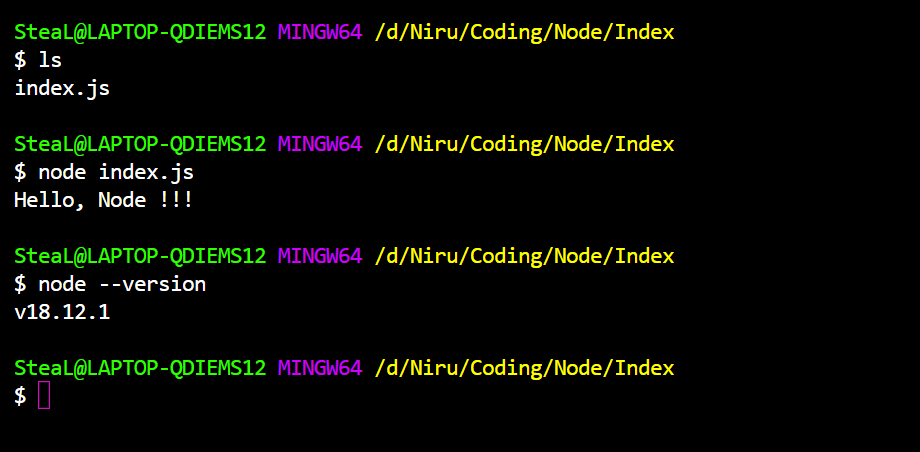 SteaL@LAPTOP-QDIEMS12 MINGW64 /d/Niru/Coding/Node/Index
$ ls
index.js
SteaL@LAPTOP-QDIEMS12 MINGW64 /d/Niru/Coding/Node/Index
$ node index.js
Hello, Node !!!
SteaL@LAPTOP-QDIEMS12 MINGW64 /d/Niru/Coding/Node/Index
$ node --version
v18.12.1
SteaL@LAPTOP-QDIEMS12 MINGW64 /d/Niru/Coding/Node/Index
$